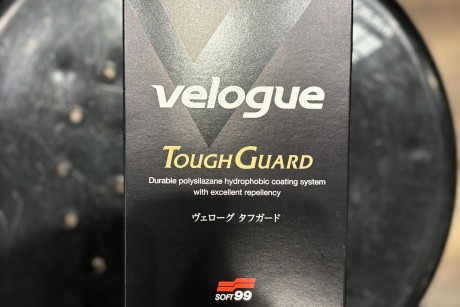 velogue
TOUGH GUARD
Durable polysilazane hydrophobic coating system
with excellent repellency
ヴェローグ タフガード
SOFT99